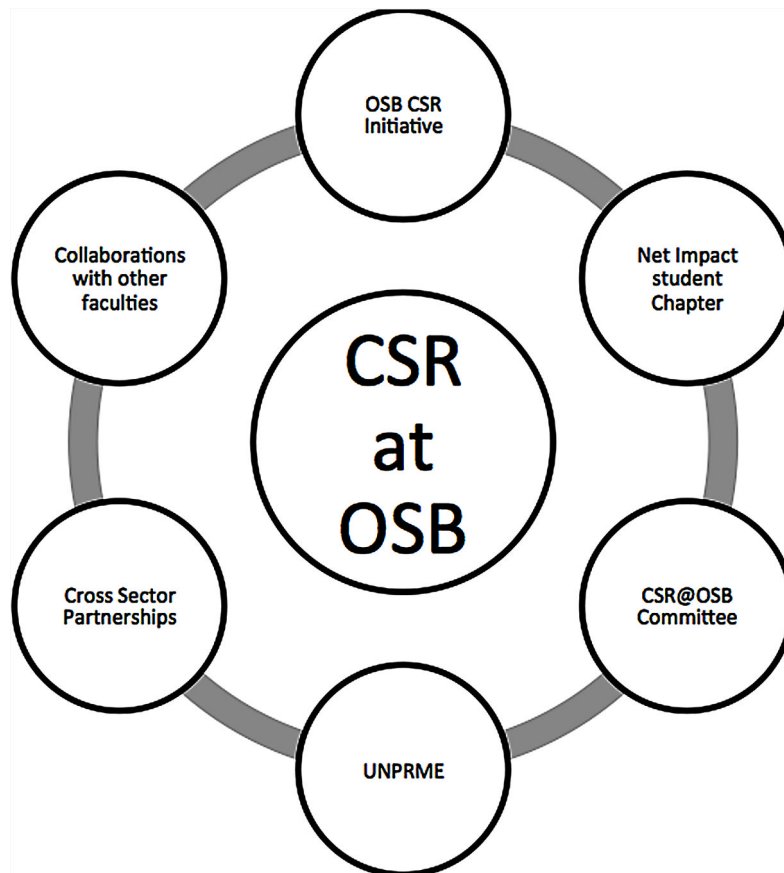 OSB CSR
Initiative
Net Impact
student
Chapter
CSR@OSB
Committee
UNPRME
Cross Sector
Partnerships
Collaborations
with other
faculties
CSR
at
OSB